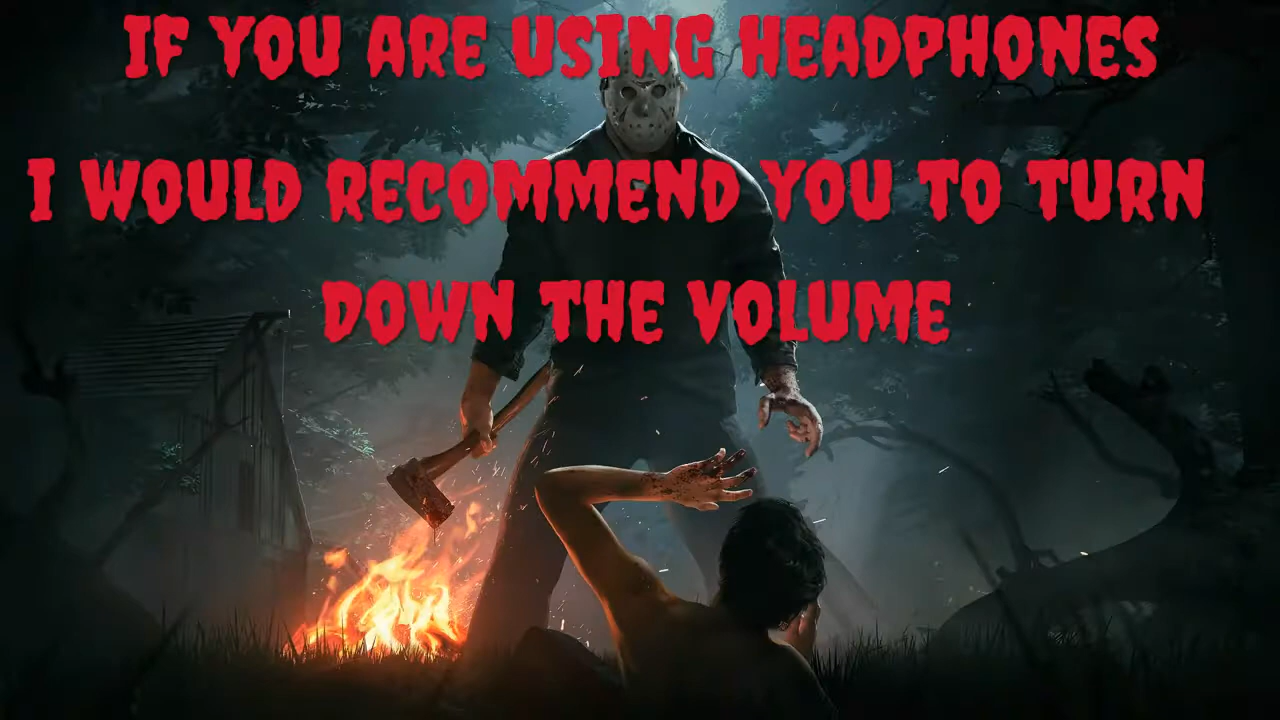 IF YOU ARE USING HEADPHONES
I WOULD RECOMMEND YOU TO TURN
DOWN THE VOLUME